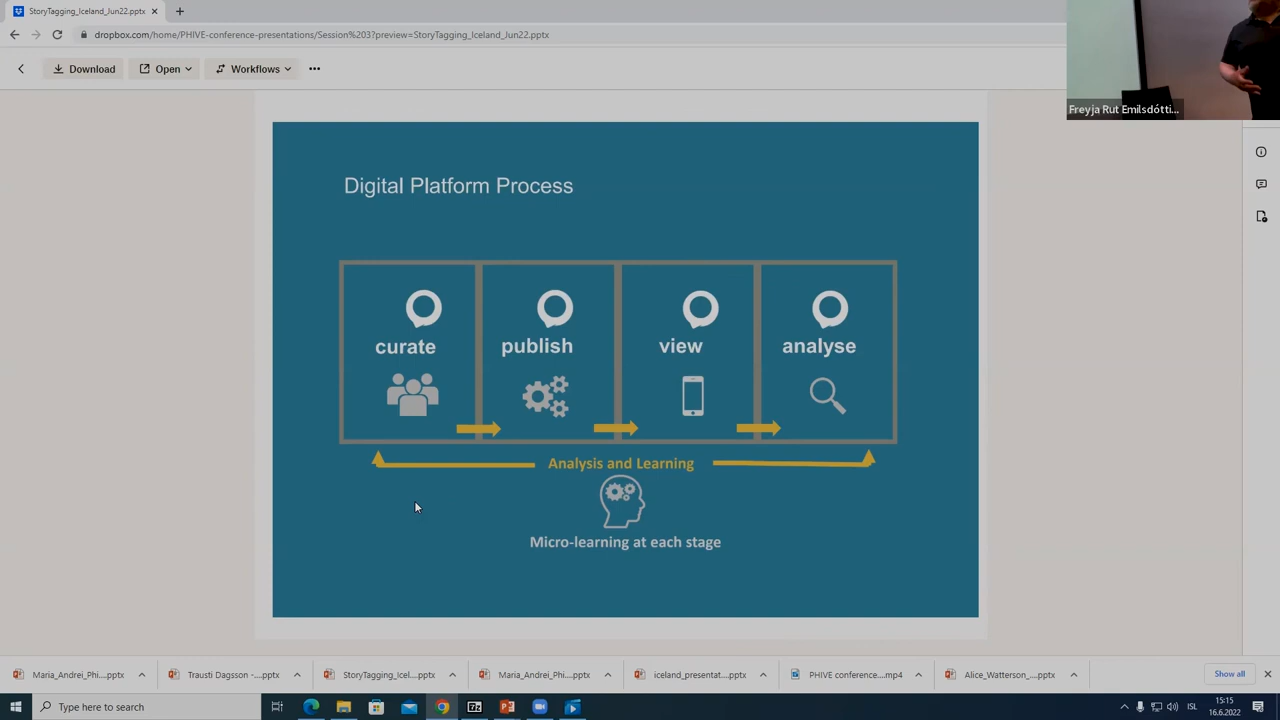 StoryTagging_Iceland_Jun22.pptx
dropbox.com/home/PHIVE-conference-presentations/Session%203?preview=StoryTagging_Iceland_Jun22.pptx
Download
Open
Workflows
Freyja Rut Emilsdótti...
Digital Platform Process
curate
publish
view
analyse
Analysis and Learning
Micro-learning at each stage
Maria_Andrei_Phi....pptx
Trausti Dagsson -....pptx
StoryTagging_Icel....pptx
Maria_Andrei_Phi....pptx
iceland_presentat....pptx
PHIVE conference....mp4
Alice_Watterson_....pptx
Show all
Type here to search
ÍSL
15:15
16.6.2022